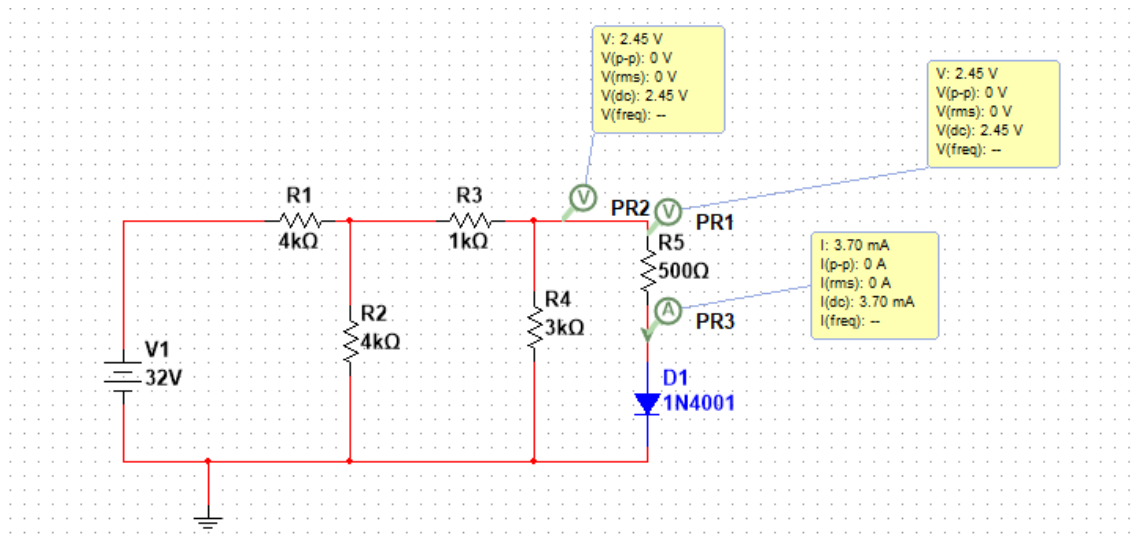 V: 2.45 V
V(p-p): 0 V
V(rms): 0 V
V(dc): 2.45 V
V(freq): --
V: 2.45 V
V(p-p): 0 V
V(rms): 0 V
V(dc): 2.45 V
V(freq): --
R1
4kΩ
R3
1kΩ
V
PR2
V
PR1
R5
500Ω
I: 3.70 mA
I(p-p): 0 A
I(rms): 0 A
I(dc): 3.70 mA
I(freq): --
A
PR3
R2
4kΩ
R4
3kΩ
V1
32V
D1
1N4001